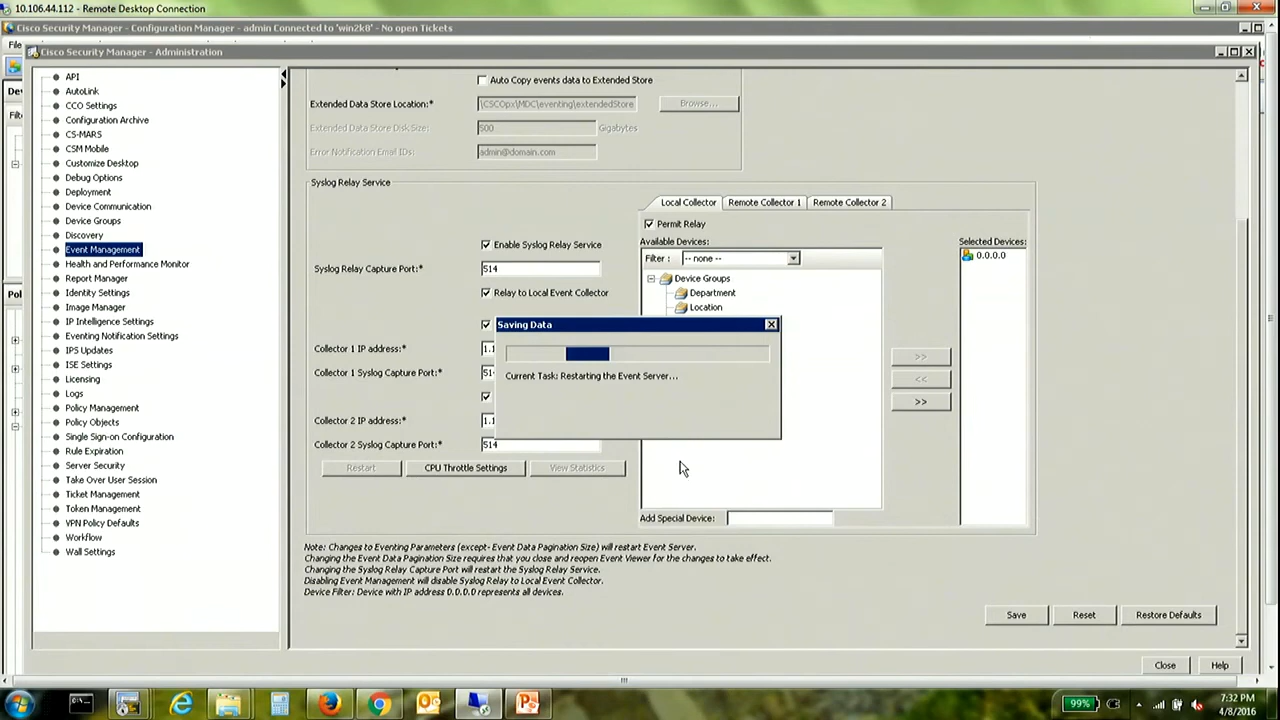 10.106.44.112 - Remote Desktop Connection
Cisco Security Manager - Configuration Manager - admin Connected to 'win2k8' - No open Tickets
File
Cisco Security Manager - Administration
API
AutoLink
CCO Settings
Configuration Archive
CS-MARS
CSM Mobile
Customize Desktop
Debug Options
Deployment
Device Communication
Device Groups
Discovery
Event Management
Health and Performance Monitor
Report Manager
Identity Settings
Image Manager
IP Intelligence Settings
Eventing Notification Settings
IPS Updates
ISE Settings
Licensing
Logs
Policy Management
Policy Objects
Single Sign-on Configuration
Rule Expiration
Server Security
Take Over User Session
Ticket Management
Token Management
VPN Policy Defaults
Workflow
Wall Settings
Auto Copy events data to Extended Store
Extended Data Store Location:* \CSCOpx\MDC\eventing\extendedStore Browse...
Extended Data Store Disk Size: 500 Gigabytes
Error Notification Email IDs: admin@domain.com
Syslog Relay Service
Enable Syslog Relay Service
Syslog Relay Capture Port:* 514
Relay to Local Event Collector
Collector 1 IP address:* 1.1
Collector 1 Syslog Capture Port:* 51
Collector 2 IP address:* 1.1
Collector 2 Syslog Capture Port:* 514
Restart CPU Throttle Settings View Statistics
Local Collector Remote Collector 1 Remote Collector 2
Permit Relay
Available Devices:
Filter : -- none --
Device Groups
Department
Location
>>
<<
>>
Add Special Device:
Selected Devices:
0.0.0.0
Saving Data
Current Task: Restarting the Event Server...
Note: Changes to Eventing Parameters (except- Event Data Pagination Size) will restart Event Server.
Changing the Event Data Pagination Size requires that you close and reopen Event Viewer for the changes to take effect.
Changing the Syslog Relay Capture Port will restart the Syslog Relay Service.
Disabling Event Management will disable Syslog Relay to Local Event Collector.
Device Filter: Device with IP address 0.0.0.0 represents all devices.
Save Reset Restore Defaults
Close Help
99%
7:32 PM
4/8/2016